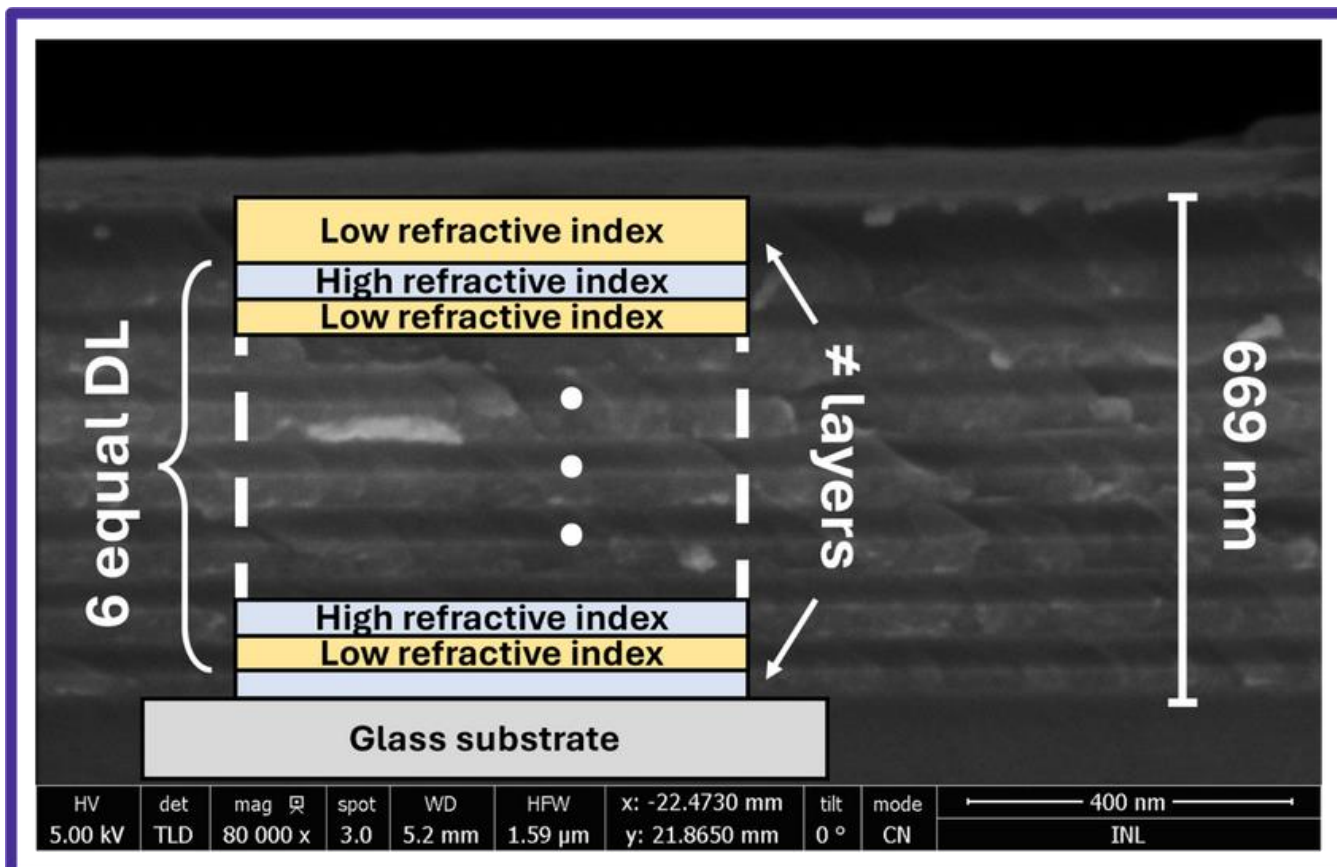 Low refractive index
High refractive index
Low refractive index
6 equal DL
≠ layers
669 nm
High refractive index
Low refractive index
Glass substrate
HV det mag spot WD HFW x: -22.4730 mm tilt mode 400 nm
5.00 kV TLD 80 000 x 3.0 5.2 mm 1.59 µm y: 21.8650 mm 0 ° CN INL